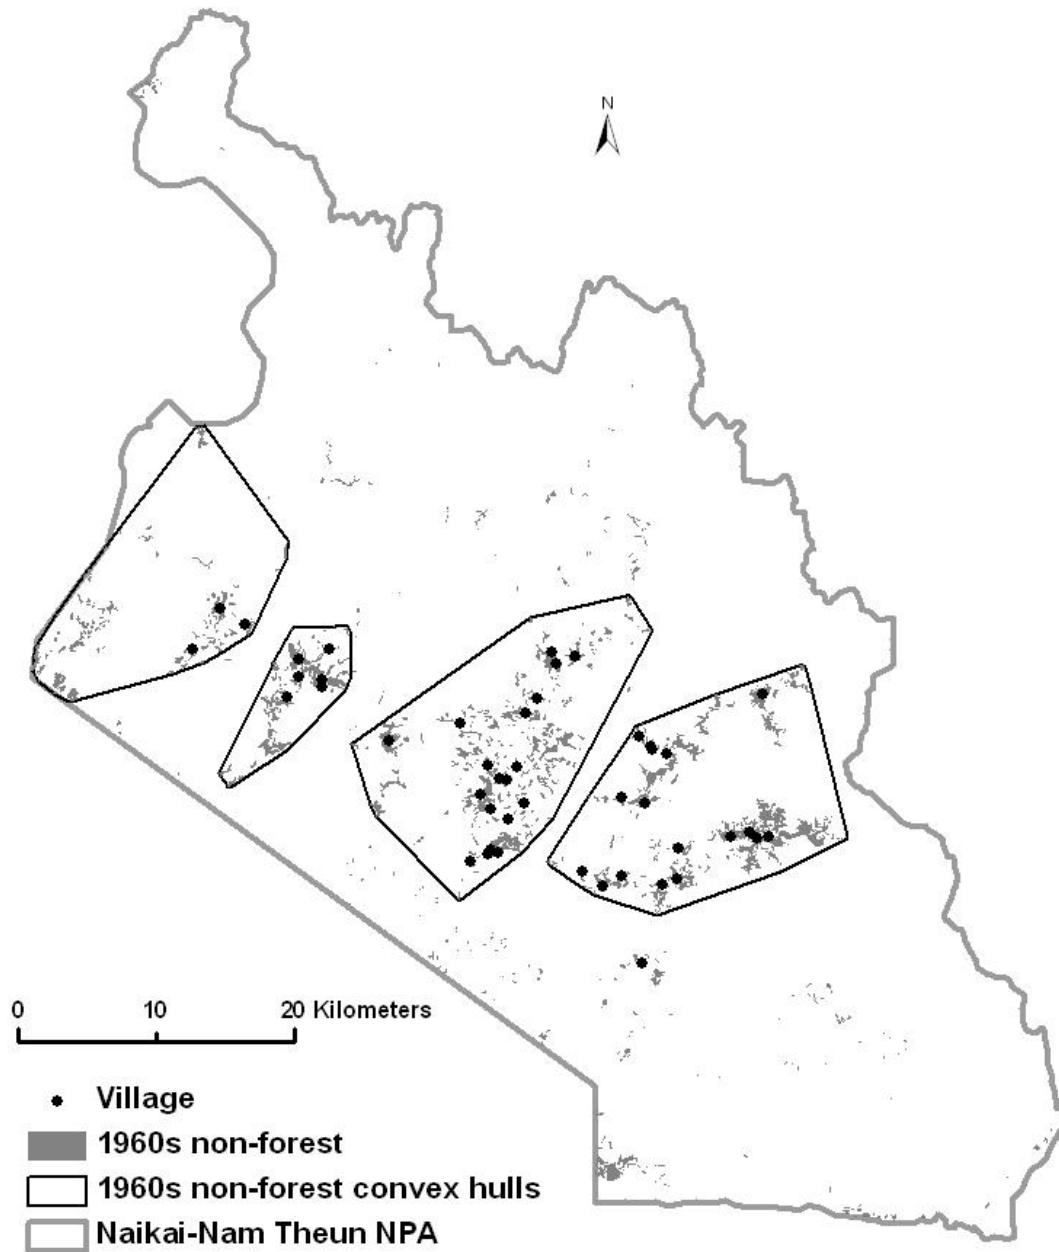 N
0 10 20 Kilometers
Village
1960s non-forest
1960s non-forest convex hulls
Naikai-Nam Theun NPA